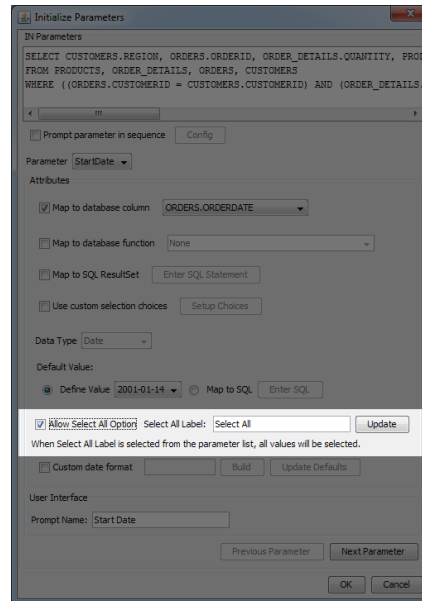 Initialize Parameters
IN Parameters
SELECT CUSTOMERS.REGION, ORDERS.ORDERID, ORDER_DETAILS.QUANTITY, PROD
FROM PRODUCTS, ORDER_DETAILS, ORDERS, CUSTOMERS
WHERE ((ORDERS.CUSTOMERID = CUSTOMERS.CUSTOMERID) AND (ORDER_DETAILS.
Prompt parameter in sequence Config
Parameter StartDate
Attributes
Map to database column ORDERS.ORDERDATE
Map to database function None
Map to SQL ResultSet Enter SQL Statement
Use custom selection choices Setup Choices
Data Type Date
Default Value:
Define Value 2001-01-14 Map to SQL Enter SQL
Allow Select All Option Select All Label: Select All Update
When Select All Label is selected from the parameter list, all values will be selected.
Custom date format Build Update Defaults
User Interface
Prompt Name: Start Date
Previous Parameter Next Parameter
OK Cancel